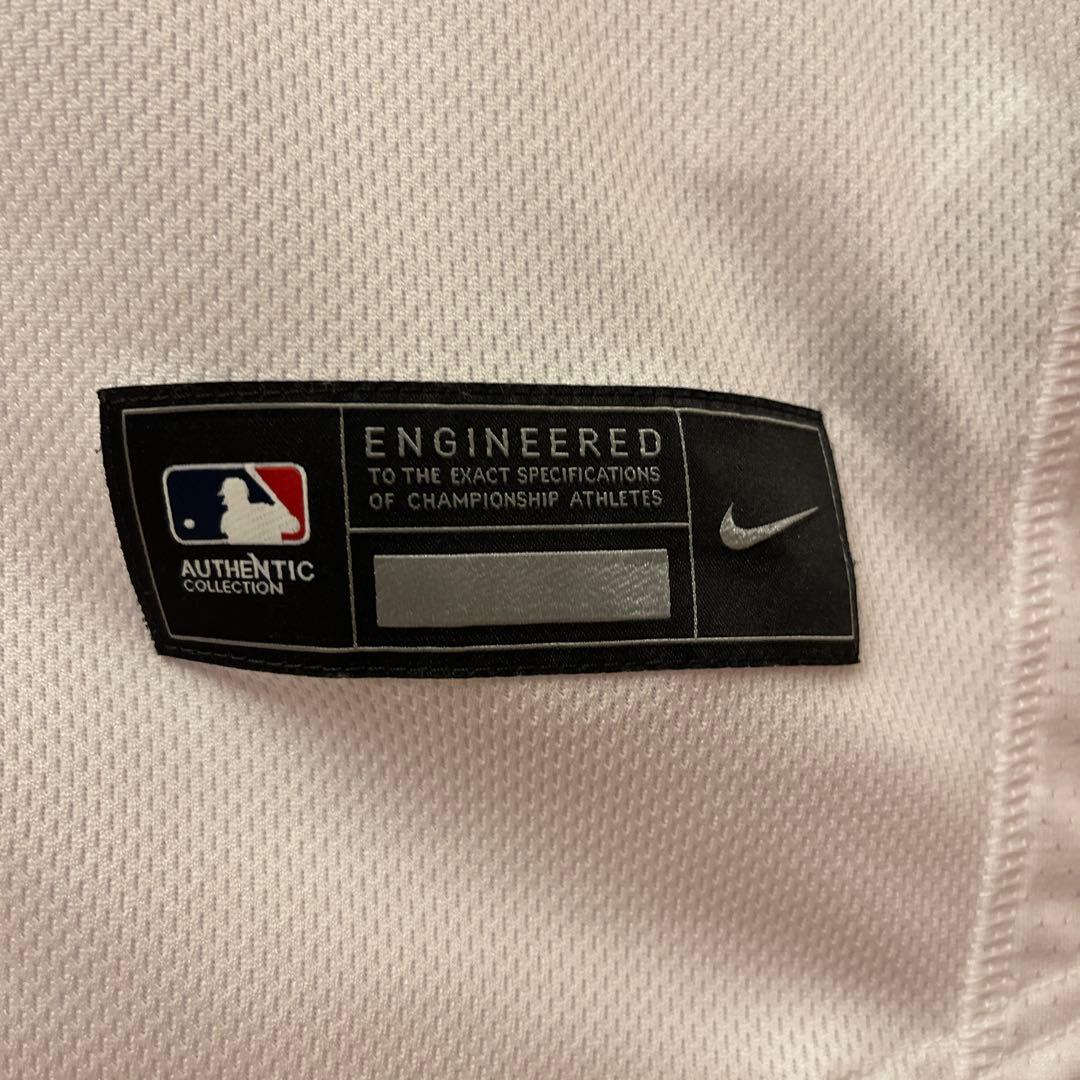 ENGINEERED
TO THE EXACT SPECIFICATIONS
OF CHAMPIONSHIP ATHLETES
AUTHENTIC
COLLECTION